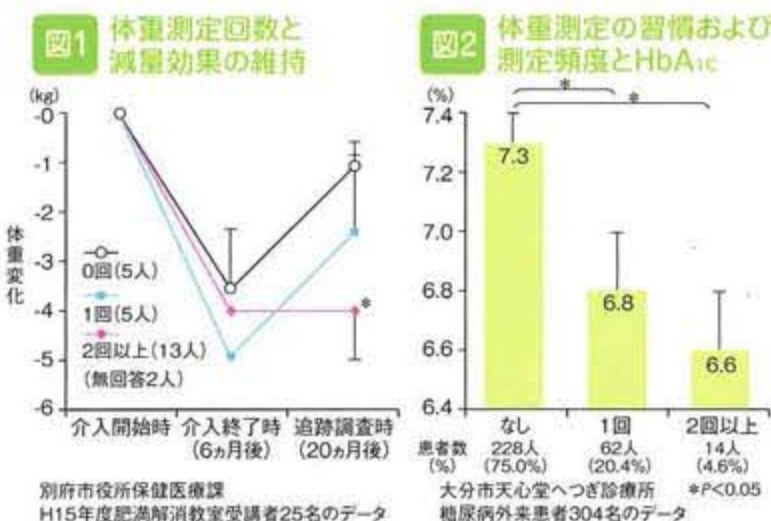 図1 体重測定回数と
減量効果の維持
(kg)
-0
-1
-2
-3
-4
-5
-6
体重変化
0回(5人)
1回(5人)
2回以上(13人)
(無回答2人)
*
介入開始時 介入終了時 追跡調査時
(6ヵ月後) (20ヵ月後)
別府市役所保健医療課
H15年度肥満解消教室受講者25名のデータ
図2 体重測定の習慣および
測定頻度とHbA1C
(%)
* *
7.4
7.2
7.0
6.8
6.6
6.4
7.3
6.8
6.6
なし 1回 2回以上
患者数 228人 62人 14人
(%) (75.0%) (20.4%) (4.6%)
大分市天心堂へつぎ診療所 *P<0.05
糖尿病外来患者304名のデータ